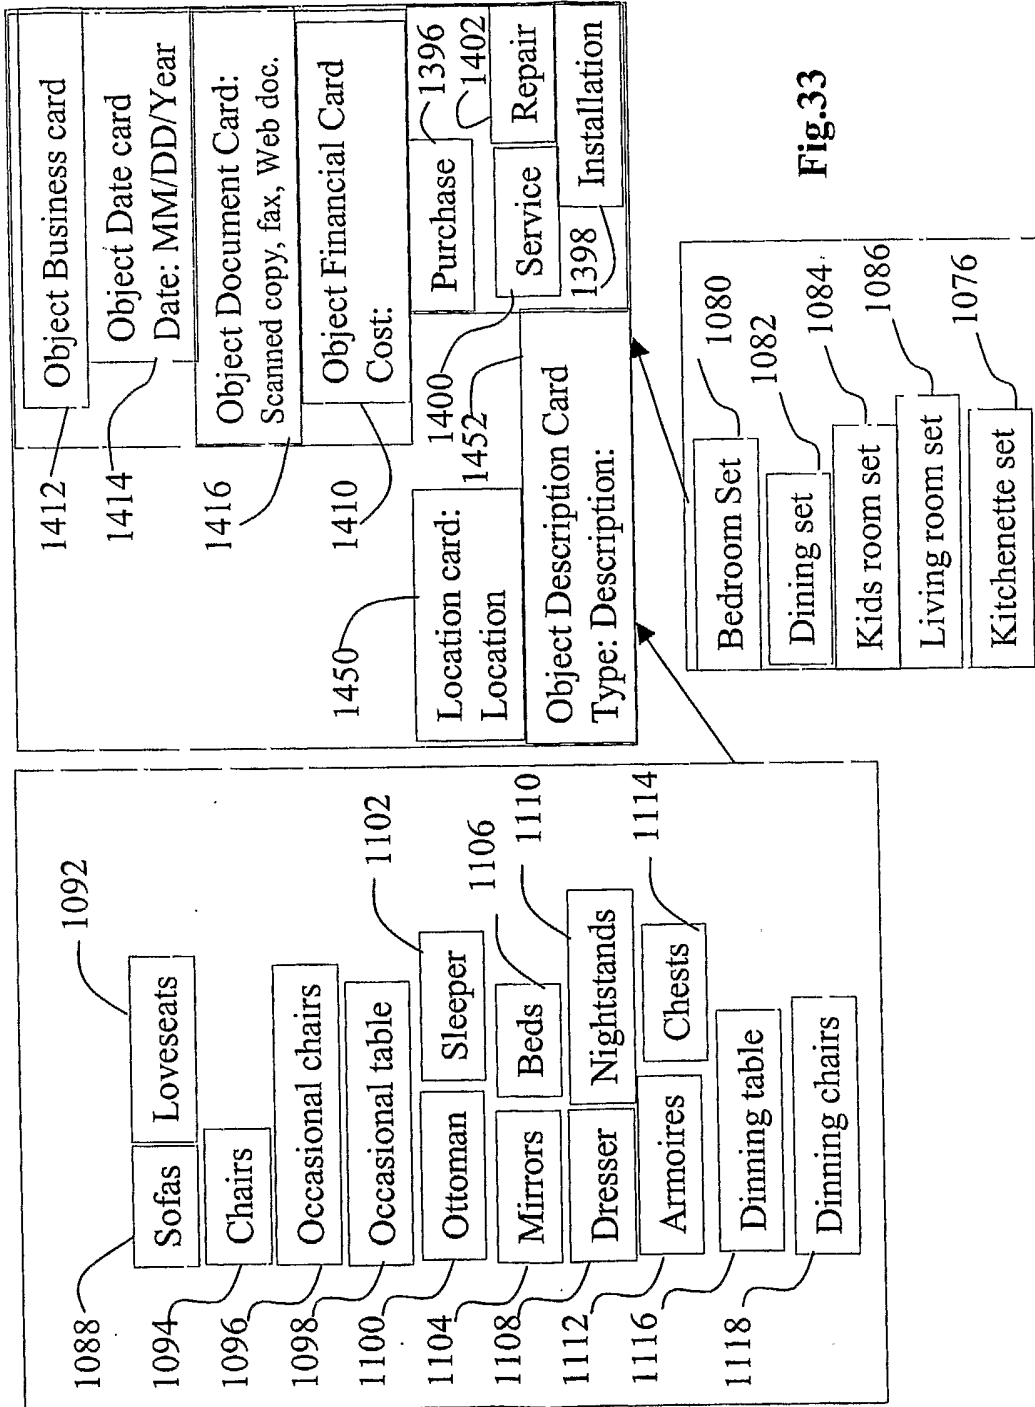 1088
Sofas
Loveseats
1092
1094
Chairs
1096
Occasional chairs
1098
Occasional table
1100
Ottoman
Sleeper
1102
1104
Mirrors
Beds
1106
1108
Dresser
Nightstands
1110
1112
Armoires
Chests
1114
1116
Dinning table
1118
Dinning chairs
1412
Object Business card
1414
Object Date card
Date: MM/DD/Year
1416
Object Document Card:
Scanned copy, fax, Web doc.
1410
Object Financial Card
Cost:
1450
Location card:
Location
1400
1452
Purchase
1396
1402
Service
Repair
1398
Installation
Object Description Card
Type: Description:
Bedroom Set
1080
Dining set
1082
Kids room set
1084
Living room set
1086
Kitchenette set
1076
Fig.33